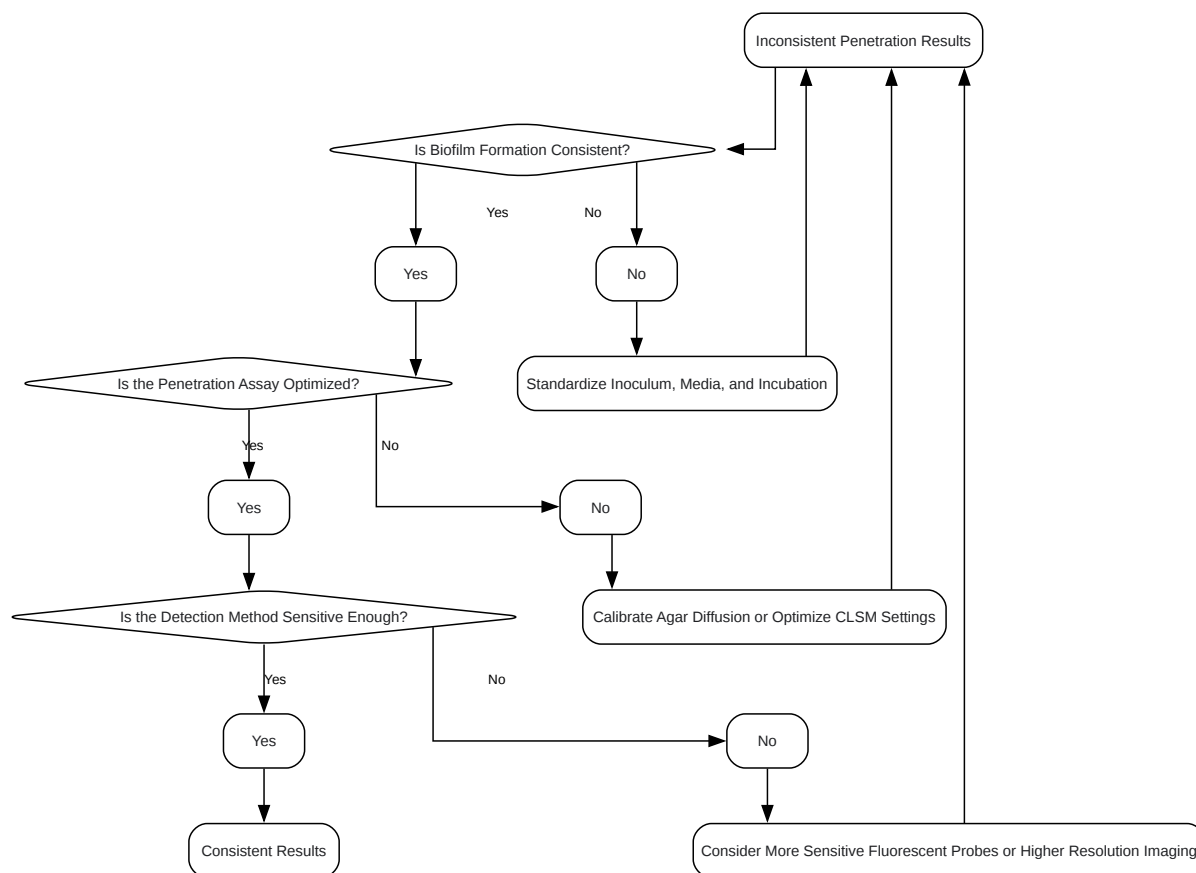 Inconsistent Penetration Results
Is Biofilm Formation Consistent?
Yes
No
Yes
No
Is the Penetration Assay Optimized?
Standardize Inoculum, Media, and Incubation
Yes
No
Yes
No
Is the Detection Method Sensitive Enough?
Calibrate Agar Diffusion or Optimize CLSM Settings
Yes
No
Yes
No
Consistent Results
Consider More Sensitive Fluorescent Probes or Higher Resolution Imaging